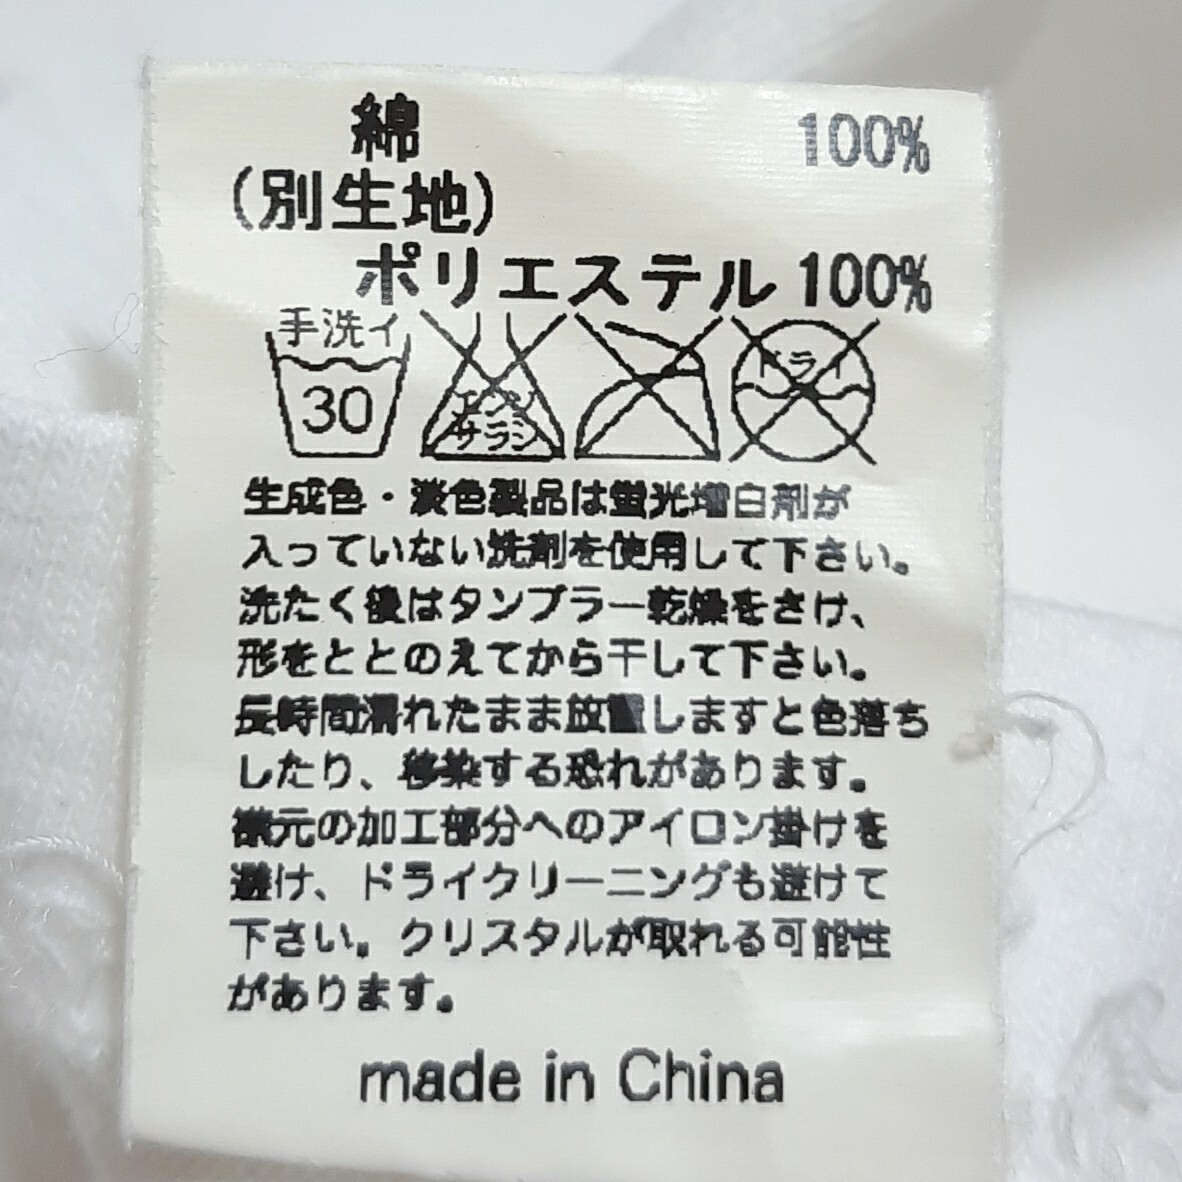 綿 100%
(別生地)
ポリエステル 100%
手洗イ
30
エンソ
サラシ
ドライ
生成色・淡色製品は蛍光増白剤が
入っていない洗剤を使用して下さい。
洗たく後はタンブラー乾燥をさけ、
形をととのえてから干して下さい。
長時間濡れたまま放置しますと色落ち
したり、移染する恐れがあります。
襟元の加工部分へのアイロン掛けを
避け、ドライクリーニングも避けて
下さい。クリスタルが取れる可能性
があります。
made in China